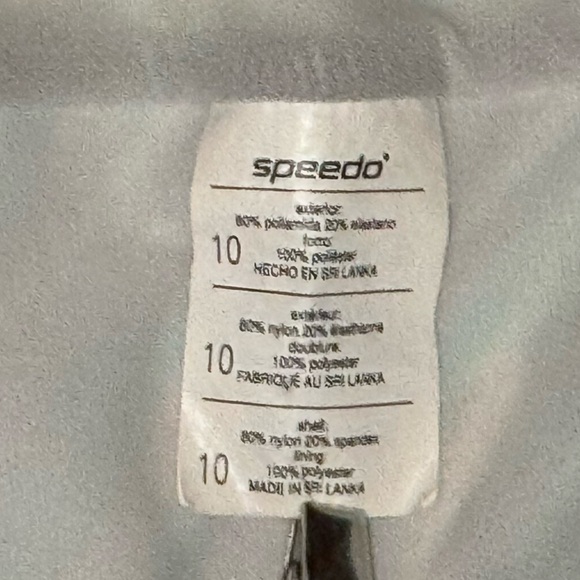 speedo
exterior:
80% poliamida 20% elastano
forro:
10
100% poliéster
HECHO EN SRI LANKA
extérieur:
80% nylon 20% élasthanne
doublure:
10
100% polyester
FABRIQUÉ AU SRI LANKA
shell:
80% nylon 20% spandex
lining
10
100% polyester
MADE IN SRI LANKA